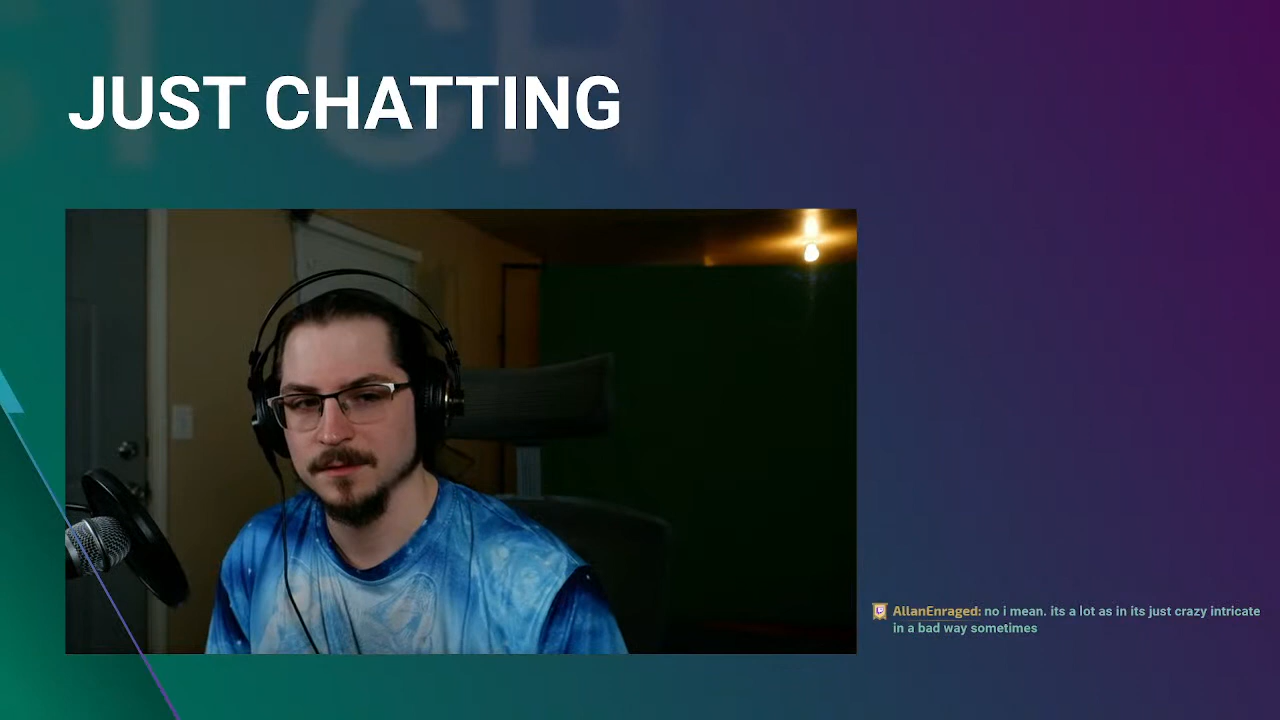 JUST CHATTING
AllanEnraged: no i mean. its a lot as in its just crazy intricate
in a bad way sometimes